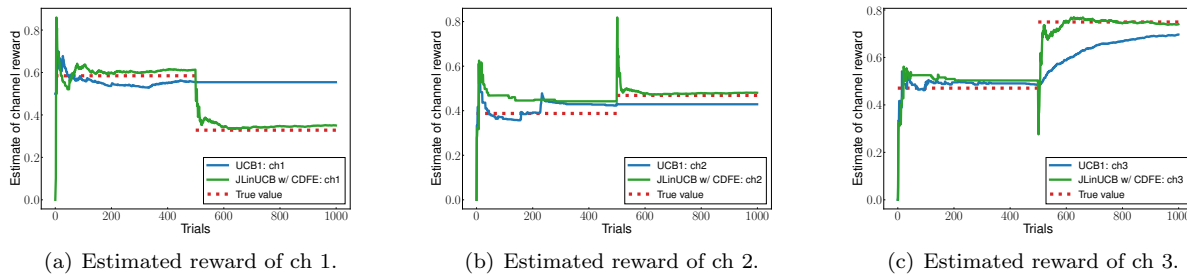 Estimate of channel reward
0.8
0.6
0.4
0.2
0.0
UCB1: ch1
JLinUCB w/ CDFE: ch1
True value
0 200 400 600 800 1000
Trials
(a) Estimated reward of ch 1.
Estimate of channel reward
0.8
0.6
0.4
0.2
0.0
UCB1: ch2
JLinUCB w/ CDFE: ch2
True value
0 200 400 600 800 1000
Trials
(b) Estimated reward of ch 2.
Estimate of channel reward
0.8
0.6
0.4
0.2
0.0
UCB1: ch3
JLinUCB w/ CDFE: ch3
True value
0 200 400 600 800 1000
Trials
(c) Estimated reward of ch 3.